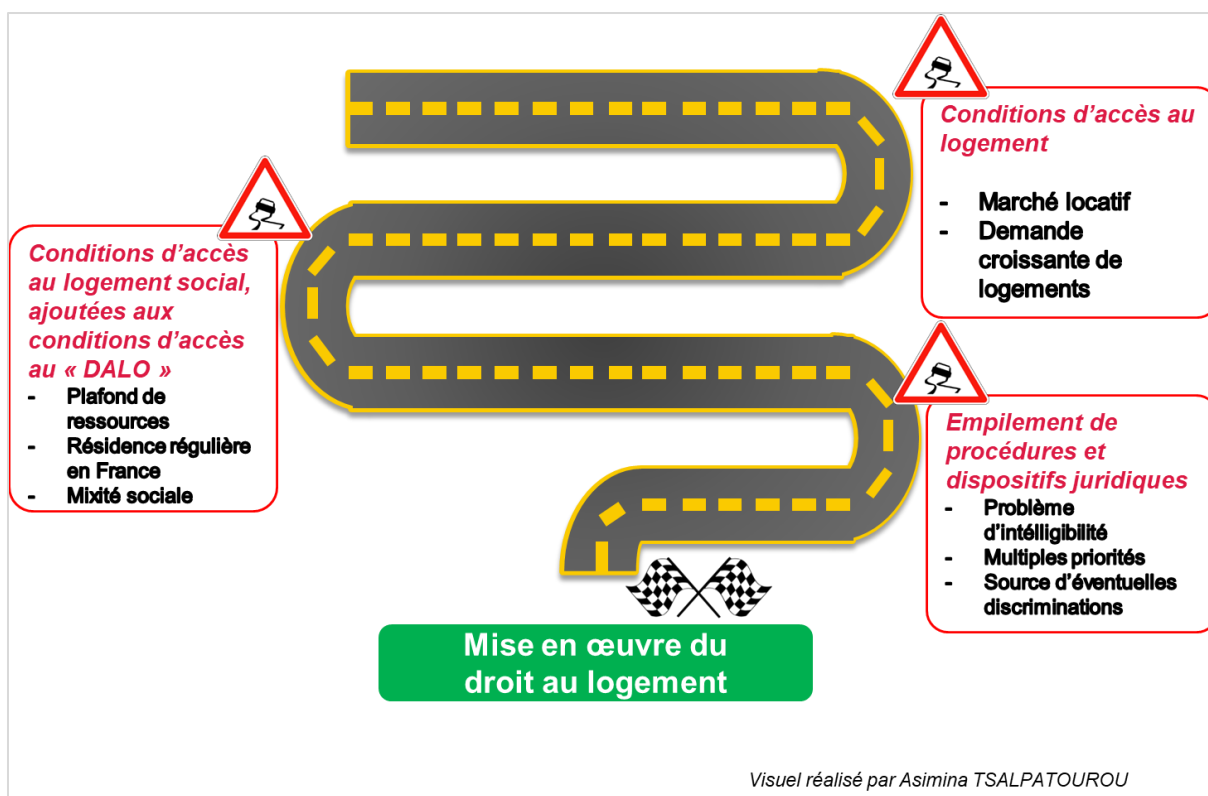 Conditions d'accès au
logement
- Marché locatif
- Demande
croissante de
logements
Conditions d'accès
au logement social,
ajoutées aux
conditions d'accès
au « DALO »
- Plafond de
ressources
- Résidence régulière
en France
- Mixité sociale
Empilement de
procédures et
dispositifs juridiques
- Problème
d'intélligibilité
- Multiples priorités
- Source d'éventuelles
discriminations
Mise en œuvre du
droit au logement
Visuel réalisé par Asimina TSALPATOUROU